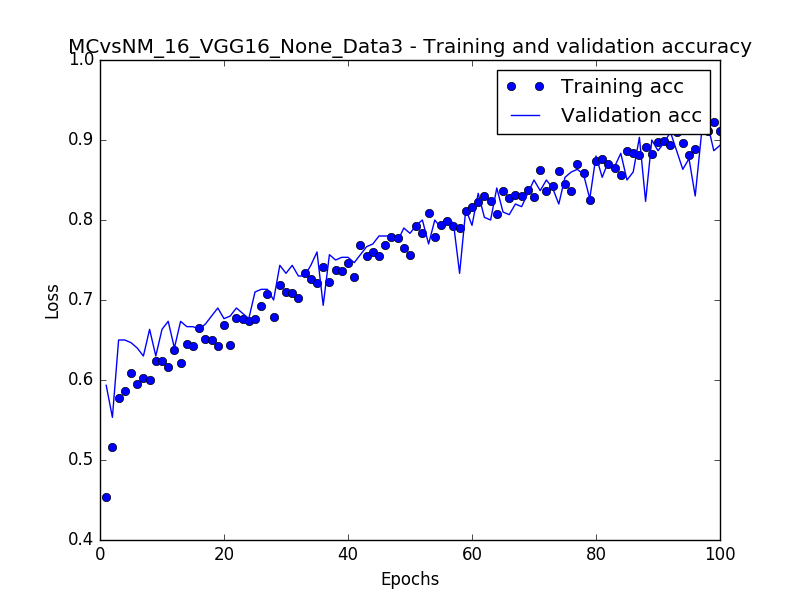 MCvsNM_16_VGG16_None_Data3 - Training and validation accuracy
1.0
0.9
0.8
0.7
0.6
0.5
0.4
Loss
Training acc
Validation acc
0 20 40 60 80 100
Epochs